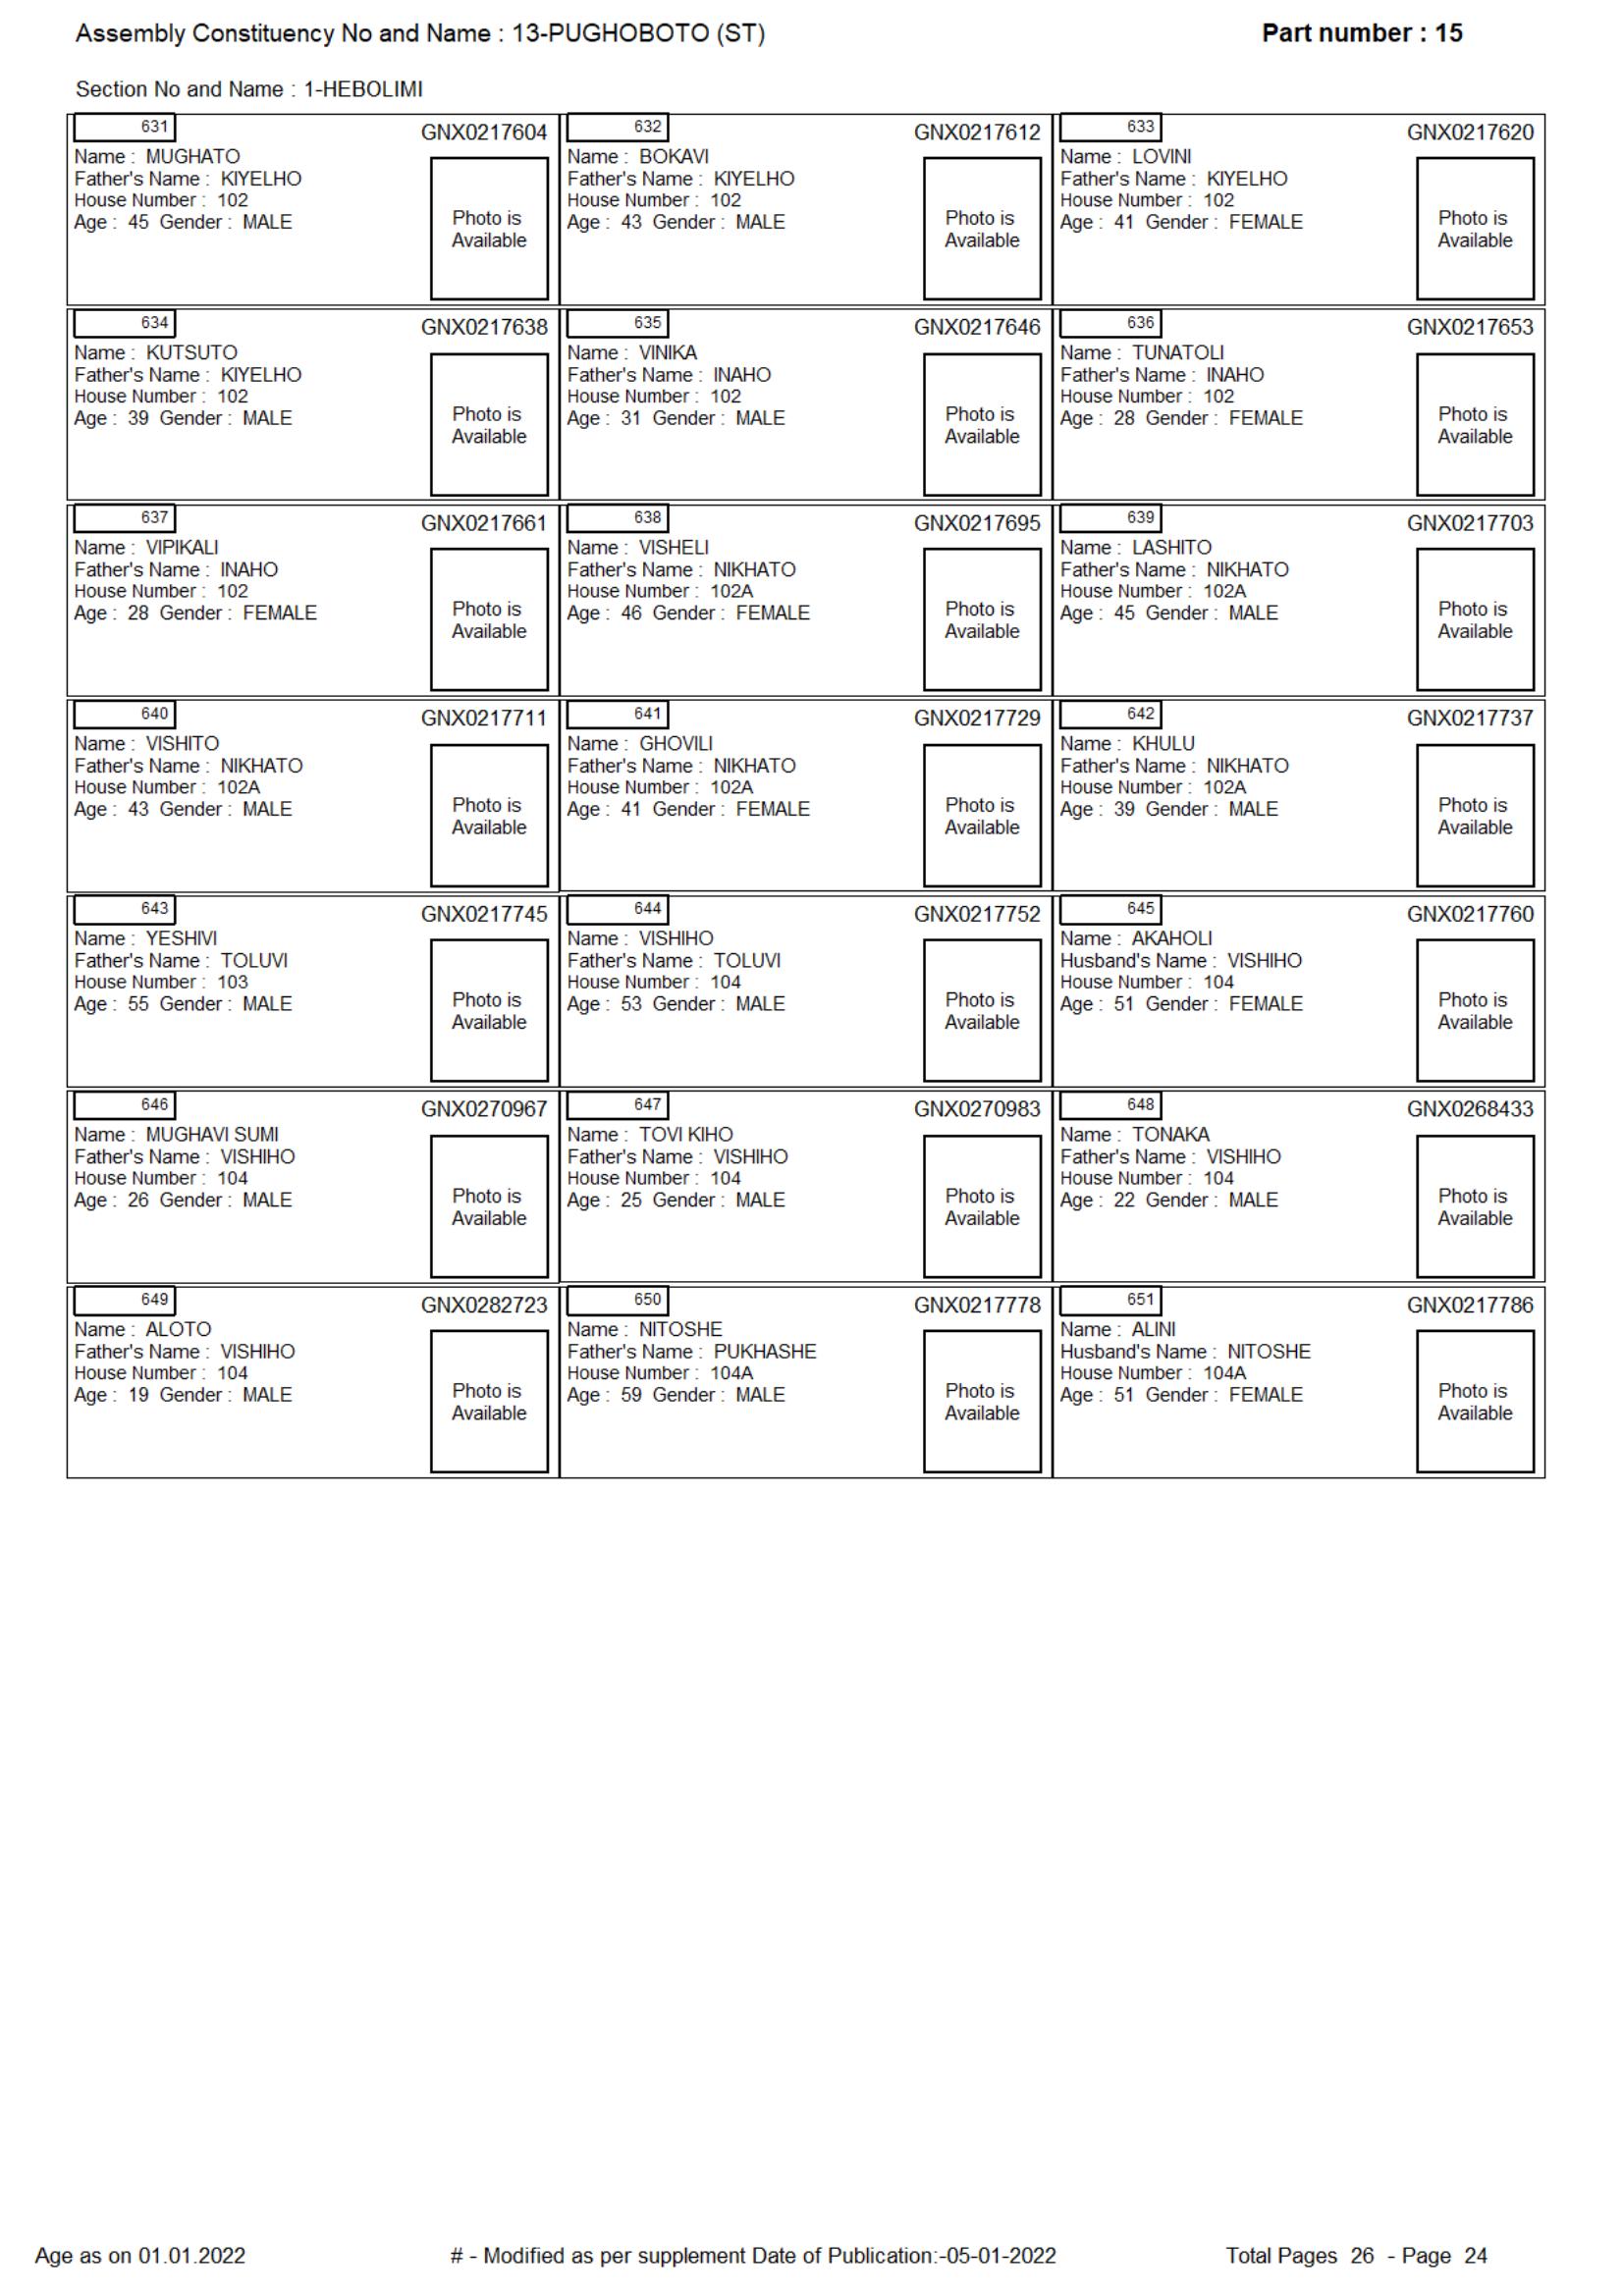 Assembly Constituency No and Name : 13-PUGHOBOTO (ST)
Part number : 15
Section No and Name : 1-HEBOLIMI
631
GNX0217604
Name : MUGHATO
Father's Name : KIYELHO
House Number : 102
Age : 45 Gender : MALE
Photo is
Available
632
GNX0217612
Name : BOKAVI
Father's Name : KIYELHO
House Number : 102
Age : 43 Gender : MALE
Photo is
Available
633
GNX0217620
Name : LOVINI
Father's Name : KIYELHO
House Number : 102
Age : 41 Gender : FEMALE
Photo is
Available
634
GNX0217638
Name : KUTSUTO
Father's Name : KIYELHO
House Number : 102
Age : 39 Gender : MALE
Photo is
Available
635
GNX0217646
Name : VINIKA
Father's Name : INAHO
House Number : 102
Age : 31 Gender : MALE
Photo is
Available
636
GNX0217653
Name : TUNATOLI
Father's Name : INAHO
House Number : 102
Age : 28 Gender : FEMALE
Photo is
Available
637
GNX0217661
Name : VIPIKALI
Father's Name : INAHO
House Number : 102
Age : 28 Gender : FEMALE
Photo is
Available
638
GNX0217695
Name : VISHELI
Father's Name : NIKHATO
House Number : 102A
Age : 46 Gender : FEMALE
Photo is
Available
639
GNX0217703
Name : LASHITO
Father's Name : NIKHATO
House Number : 102A
Age : 45 Gender : MALE
Photo is
Available
640
GNX0217711
Name : VISHITO
Father's Name : NIKHATO
House Number : 102A
Age : 43 Gender : MALE
Photo is
Available
641
GNX0217729
Name : GHOVILI
Father's Name : NIKHATO
House Number : 102A
Age : 41 Gender : FEMALE
Photo is
Available
642
GNX0217737
Name : KHULU
Father's Name : NIKHATO
House Number : 102A
Age : 39 Gender : MALE
Photo is
Available
643
GNX0217745
Name : YESHIVI
Father's Name : TOLUVI
House Number : 103
Age : 55 Gender : MALE
Photo is
Available
644
GNX0217752
Name : VISHIHO
Father's Name : TOLUVI
House Number : 104
Age : 53 Gender : MALE
Photo is
Available
645
GNX0217760
Name : AKAHOLI
Husband's Name : VISHIHO
House Number : 104
Age : 51 Gender : FEMALE
Photo is
Available
646
GNX0270967
Name : MUGHAVI SUMI
Father's Name : VISHIHO
House Number : 104
Age : 26 Gender : MALE
Photo is
Available
647
GNX0270983
Name : TOVI KIHO
Father's Name : VISHIHO
House Number : 104
Age : 25 Gender : MALE
Photo is
Available
648
GNX0268433
Name : TONAKA
Father's Name : VISHIHO
House Number : 104
Age : 22 Gender : MALE
Photo is
Available
649
GNX0282723
Name : ALOTO
Father's Name : VISHIHO
House Number : 104
Age : 19 Gender : MALE
Photo is
Available
650
GNX0217778
Name : NITOSHE
Father's Name : PUKHASHE
House Number : 104A
Age : 59 Gender : MALE
Photo is
Available
651
GNX0217786
Name : ALINI
Husband's Name : NITOSHE
House Number : 104A
Age : 51 Gender : FEMALE
Photo is
Available
Age as on 01.01.2022
# - Modified as per supplement Date of Publication:-05-01-2022
Total Pages 26 - Page 24